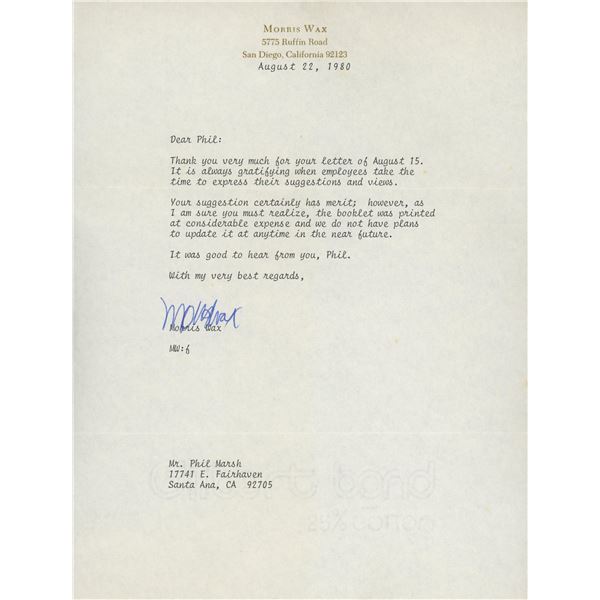 MORRIS WAX
5775 Ruffin Road
San Diego, California 92123
August 22, 1980
Dear Phil:
Thank you very much for your letter of August 15.
It is always gratifying when employees take the
time to express their suggestions and views.
Your suggestion certainly has merit; however, as
I am sure you must realize, the booklet was printed
at considerable expense and we do not have plans
to update it at anytime in the near future.
It was good to hear from you, Phil.
With my very best regards,
Morris Wax
MW:6
Mr. Phil Marsh
17741 E. Fairhaven
Santa Ana, CA 92705